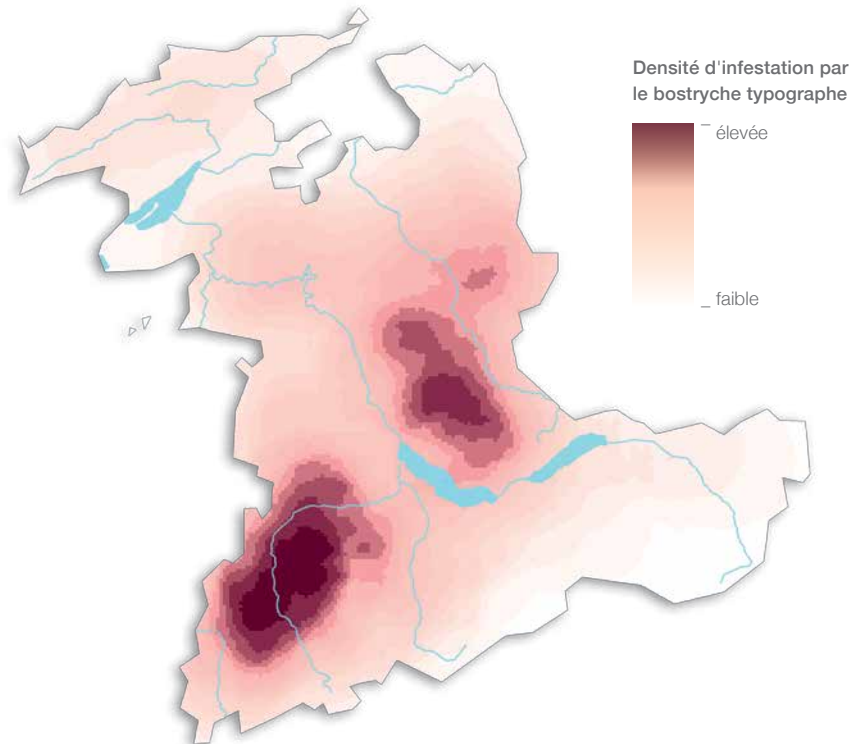 Densité d'infestation par
le bostryche typographe
élevée
faible